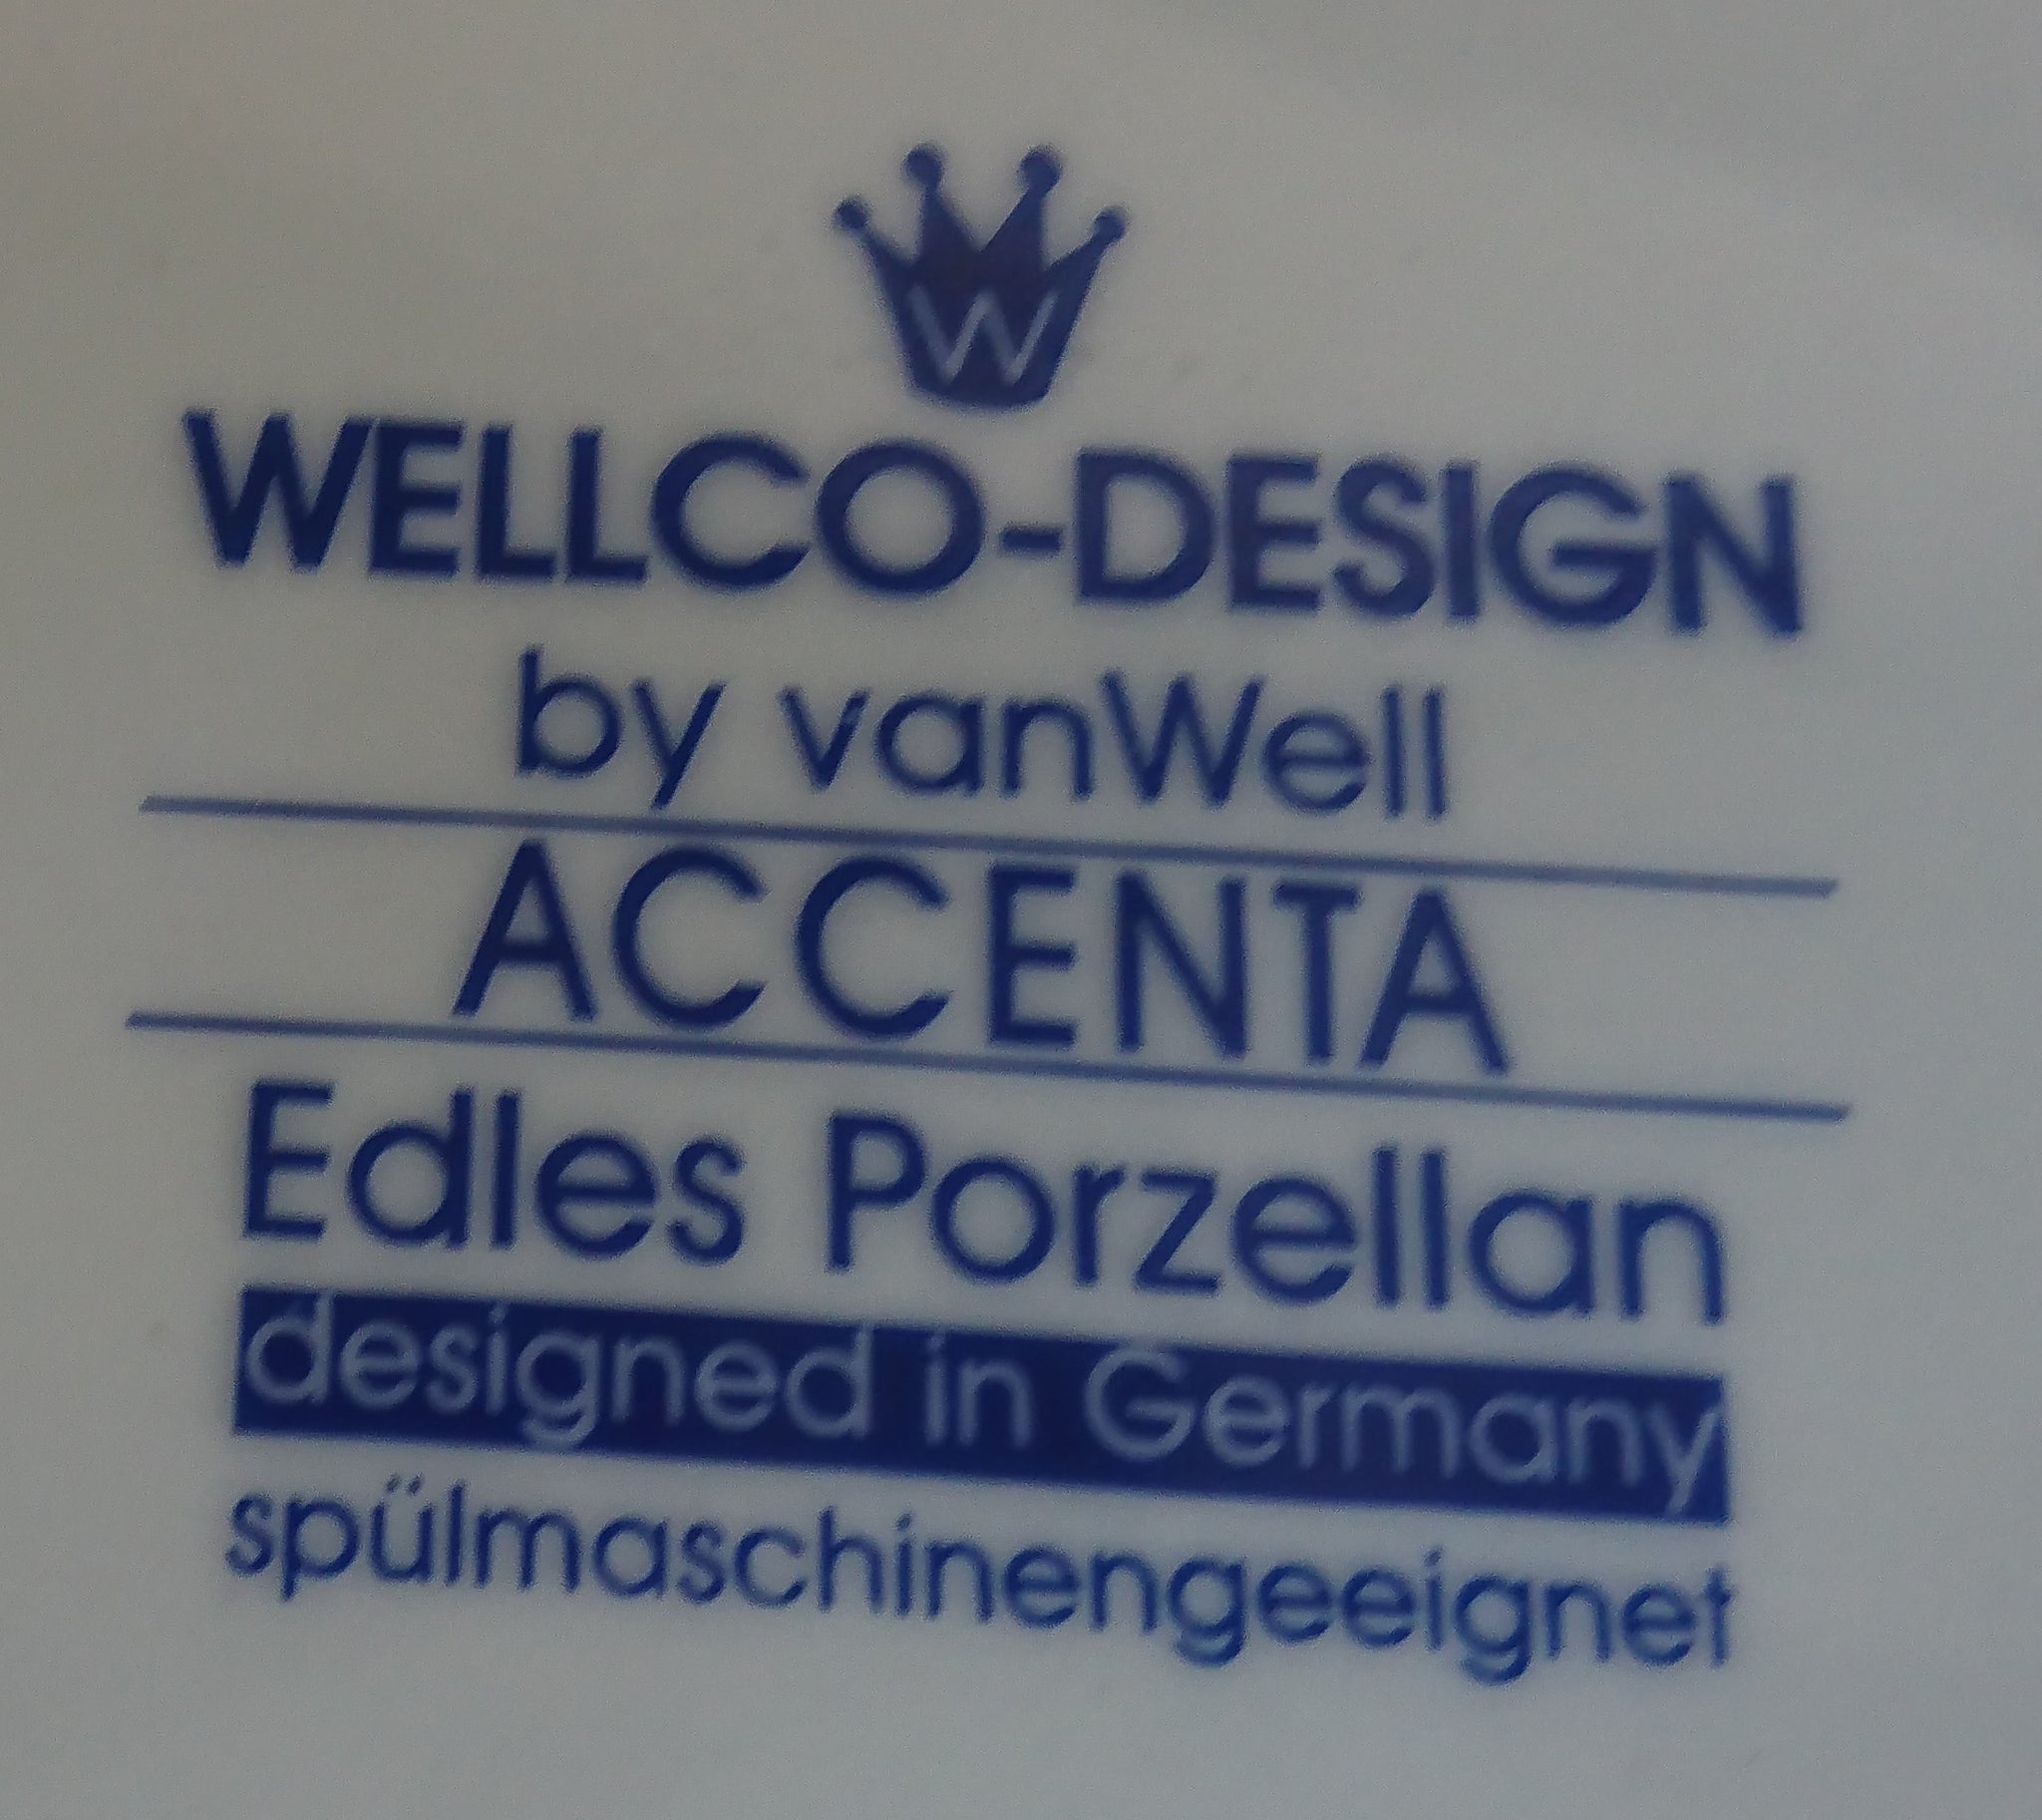 W
WELLCO-DESIGN
by vanWell
ACCENTA
Edles Porzellan
designed in Germany
spülmaschinengeeignet